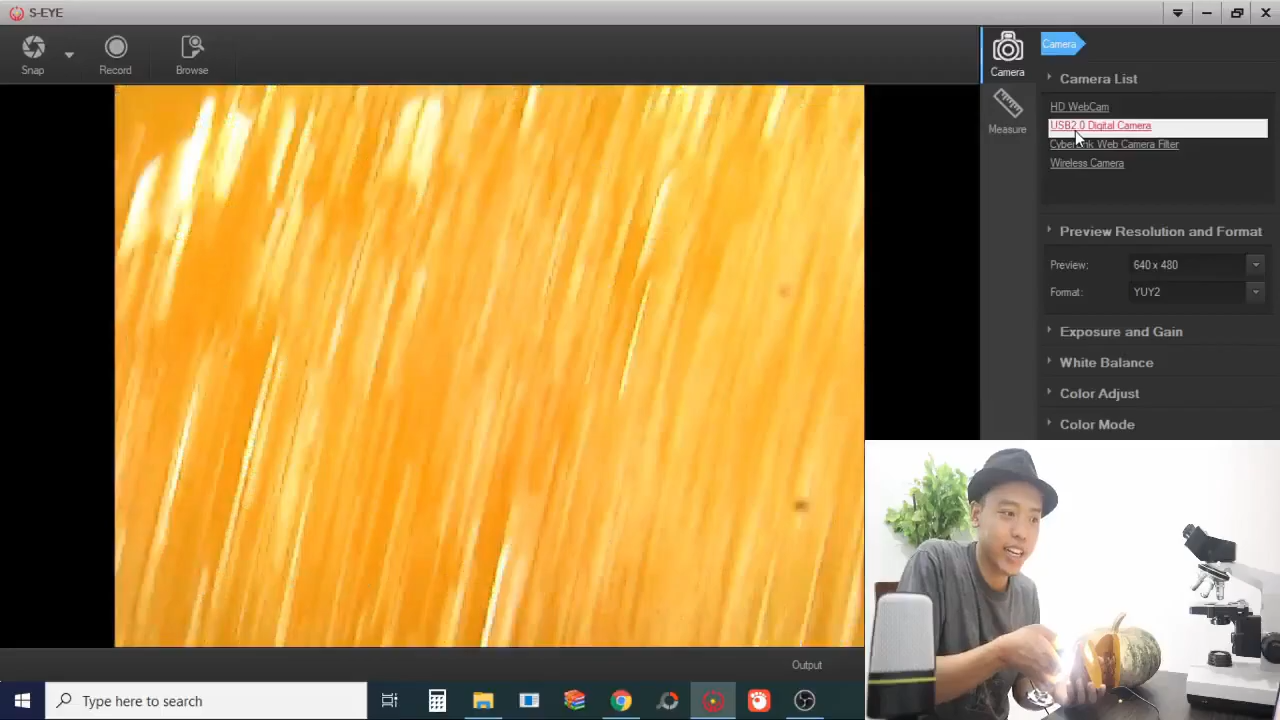 S-EYE
Snap
Record
Browse
Camera
Measure
Camera
Camera List
HD WebCam
USB2.0 Digital Camera
Web Camera Filter
Wireless Camera
Preview Resolution and Format
Preview:
640 x 480
Format:
YUY2
Exposure and Gain
White Balance
Color Adjust
Color Mode
Output
Type here to search